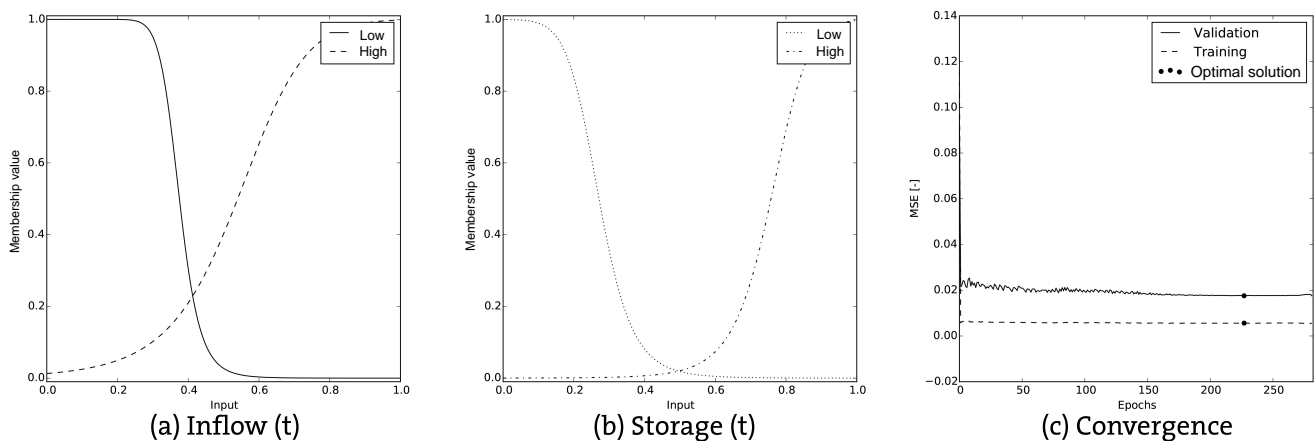 1.0
0.8
0.6
0.4
0.2
0.0
Membership value
0.0 0.2 0.4 0.6 0.8 1.0
Input
Low
High
(a) Inflow (t)
1.0
0.8
0.6
0.4
0.2
0.0
Membership value
0.0 0.2 0.4 0.6 0.8 1.0
Input
Low
High
(b) Storage (t)
0.14
0.12
0.10
0.08
0.06
0.04
0.02
0.00
−0.02
MSE [-]
0 50 100 150 200 250
Epochs
Validation
Training
Optimal solution
(c) Convergence